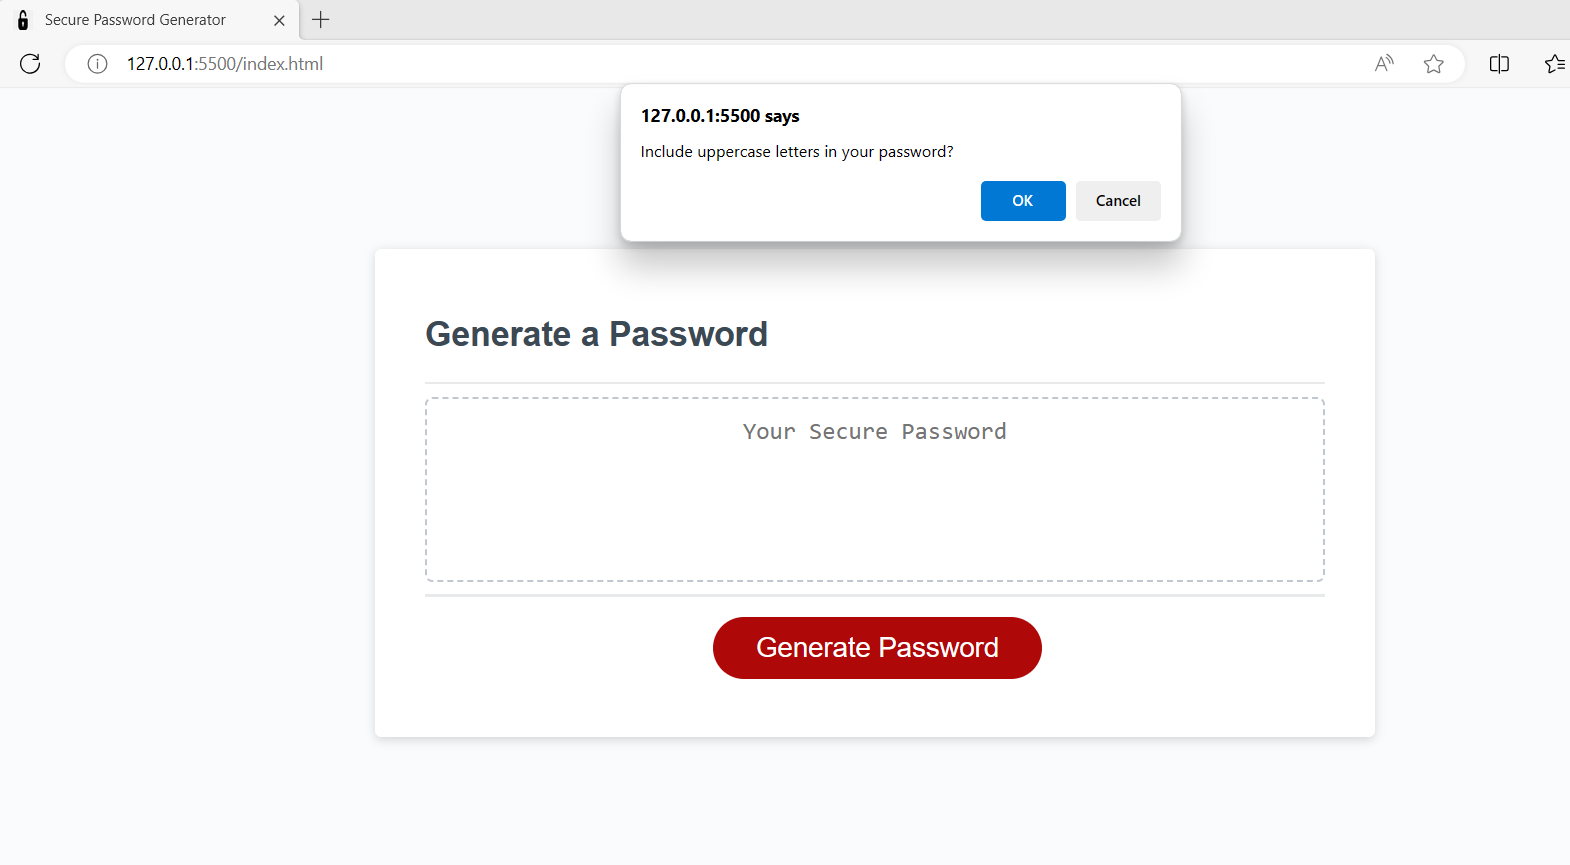 Secure Password Generator
127.0.0.1:5500/index.html
127.0.0.1:5500 says
Include uppercase letters in your password?
OK Cancel
Generate a Password
Your Secure Password
Generate Password